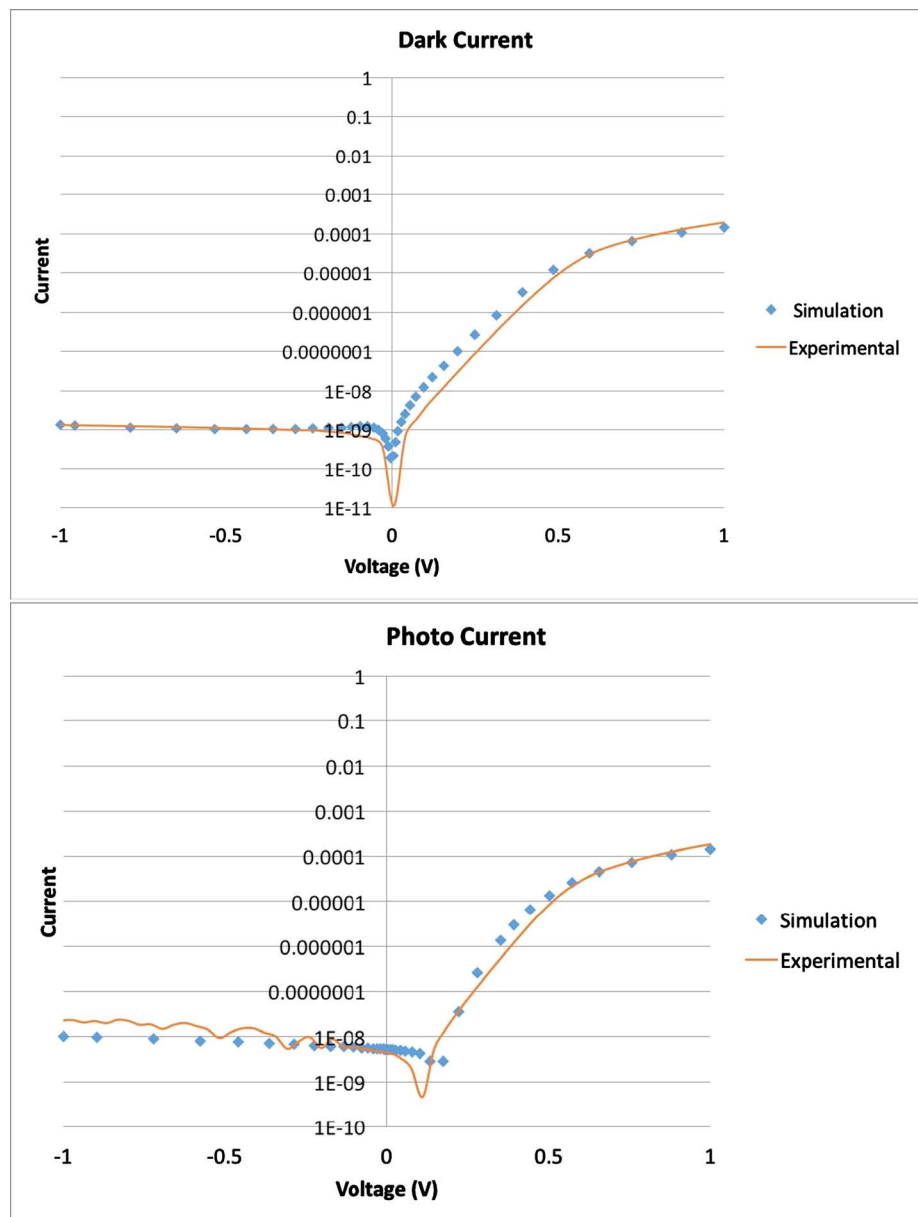 Dark Current
1
0.1
0.01
0.001
0.0001
0.00001
0.000001
0.0000001
1E-08
1E-09
1E-10
1E-11
-1 -0.5 0 0.5 1
Voltage (V)
Current
Simulation
Experimental
Photo Current
1
0.1
0.01
0.001
0.0001
0.00001
0.000001
0.0000001
1E-08
1E-09
1E-10
-1 -0.5 0 0.5 1
Voltage (V)
Current
Simulation
Experimental